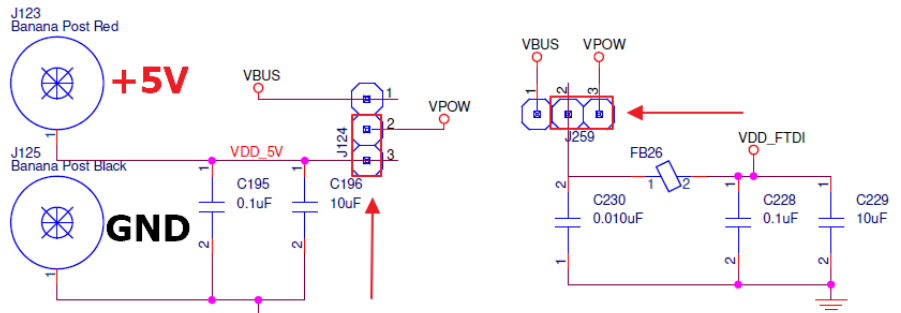 J123
Banana Post Red
+5V
VBUS
1
VPOW
2
J124
3
1
J125
VDD_5V
Banana Post Black
GND
1
1
C195
0.1uF
2
1
C196
10uF
2
VBUS
VPOW
1
2
3
J259
VDD_FTDI
FB26
1
2
2
C230
0.010uF
1
1
C228
0.1uF
2
1
C229
10uF
2